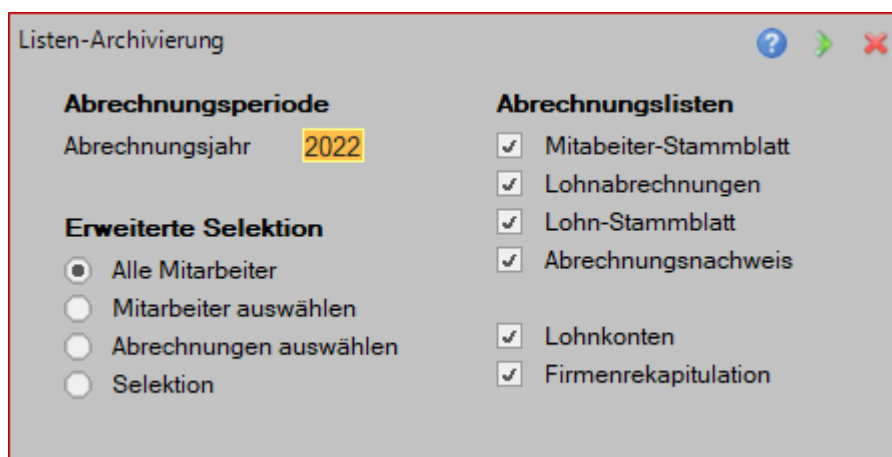 Listen-Archivierung
Abrechnungsperiode
Abrechnungsjahr 2022
Erweiterte Selektion
Alle Mitarbeiter
Mitarbeiter auswählen
Abrechnungen auswählen
Selektion
Abrechnungslisten
Mitabeiter-Stammblatt
Lohnabrechnungen
Lohn-Stammblatt
Abrechnungsnachweis
Lohnkonten
Firmenrekapitulation